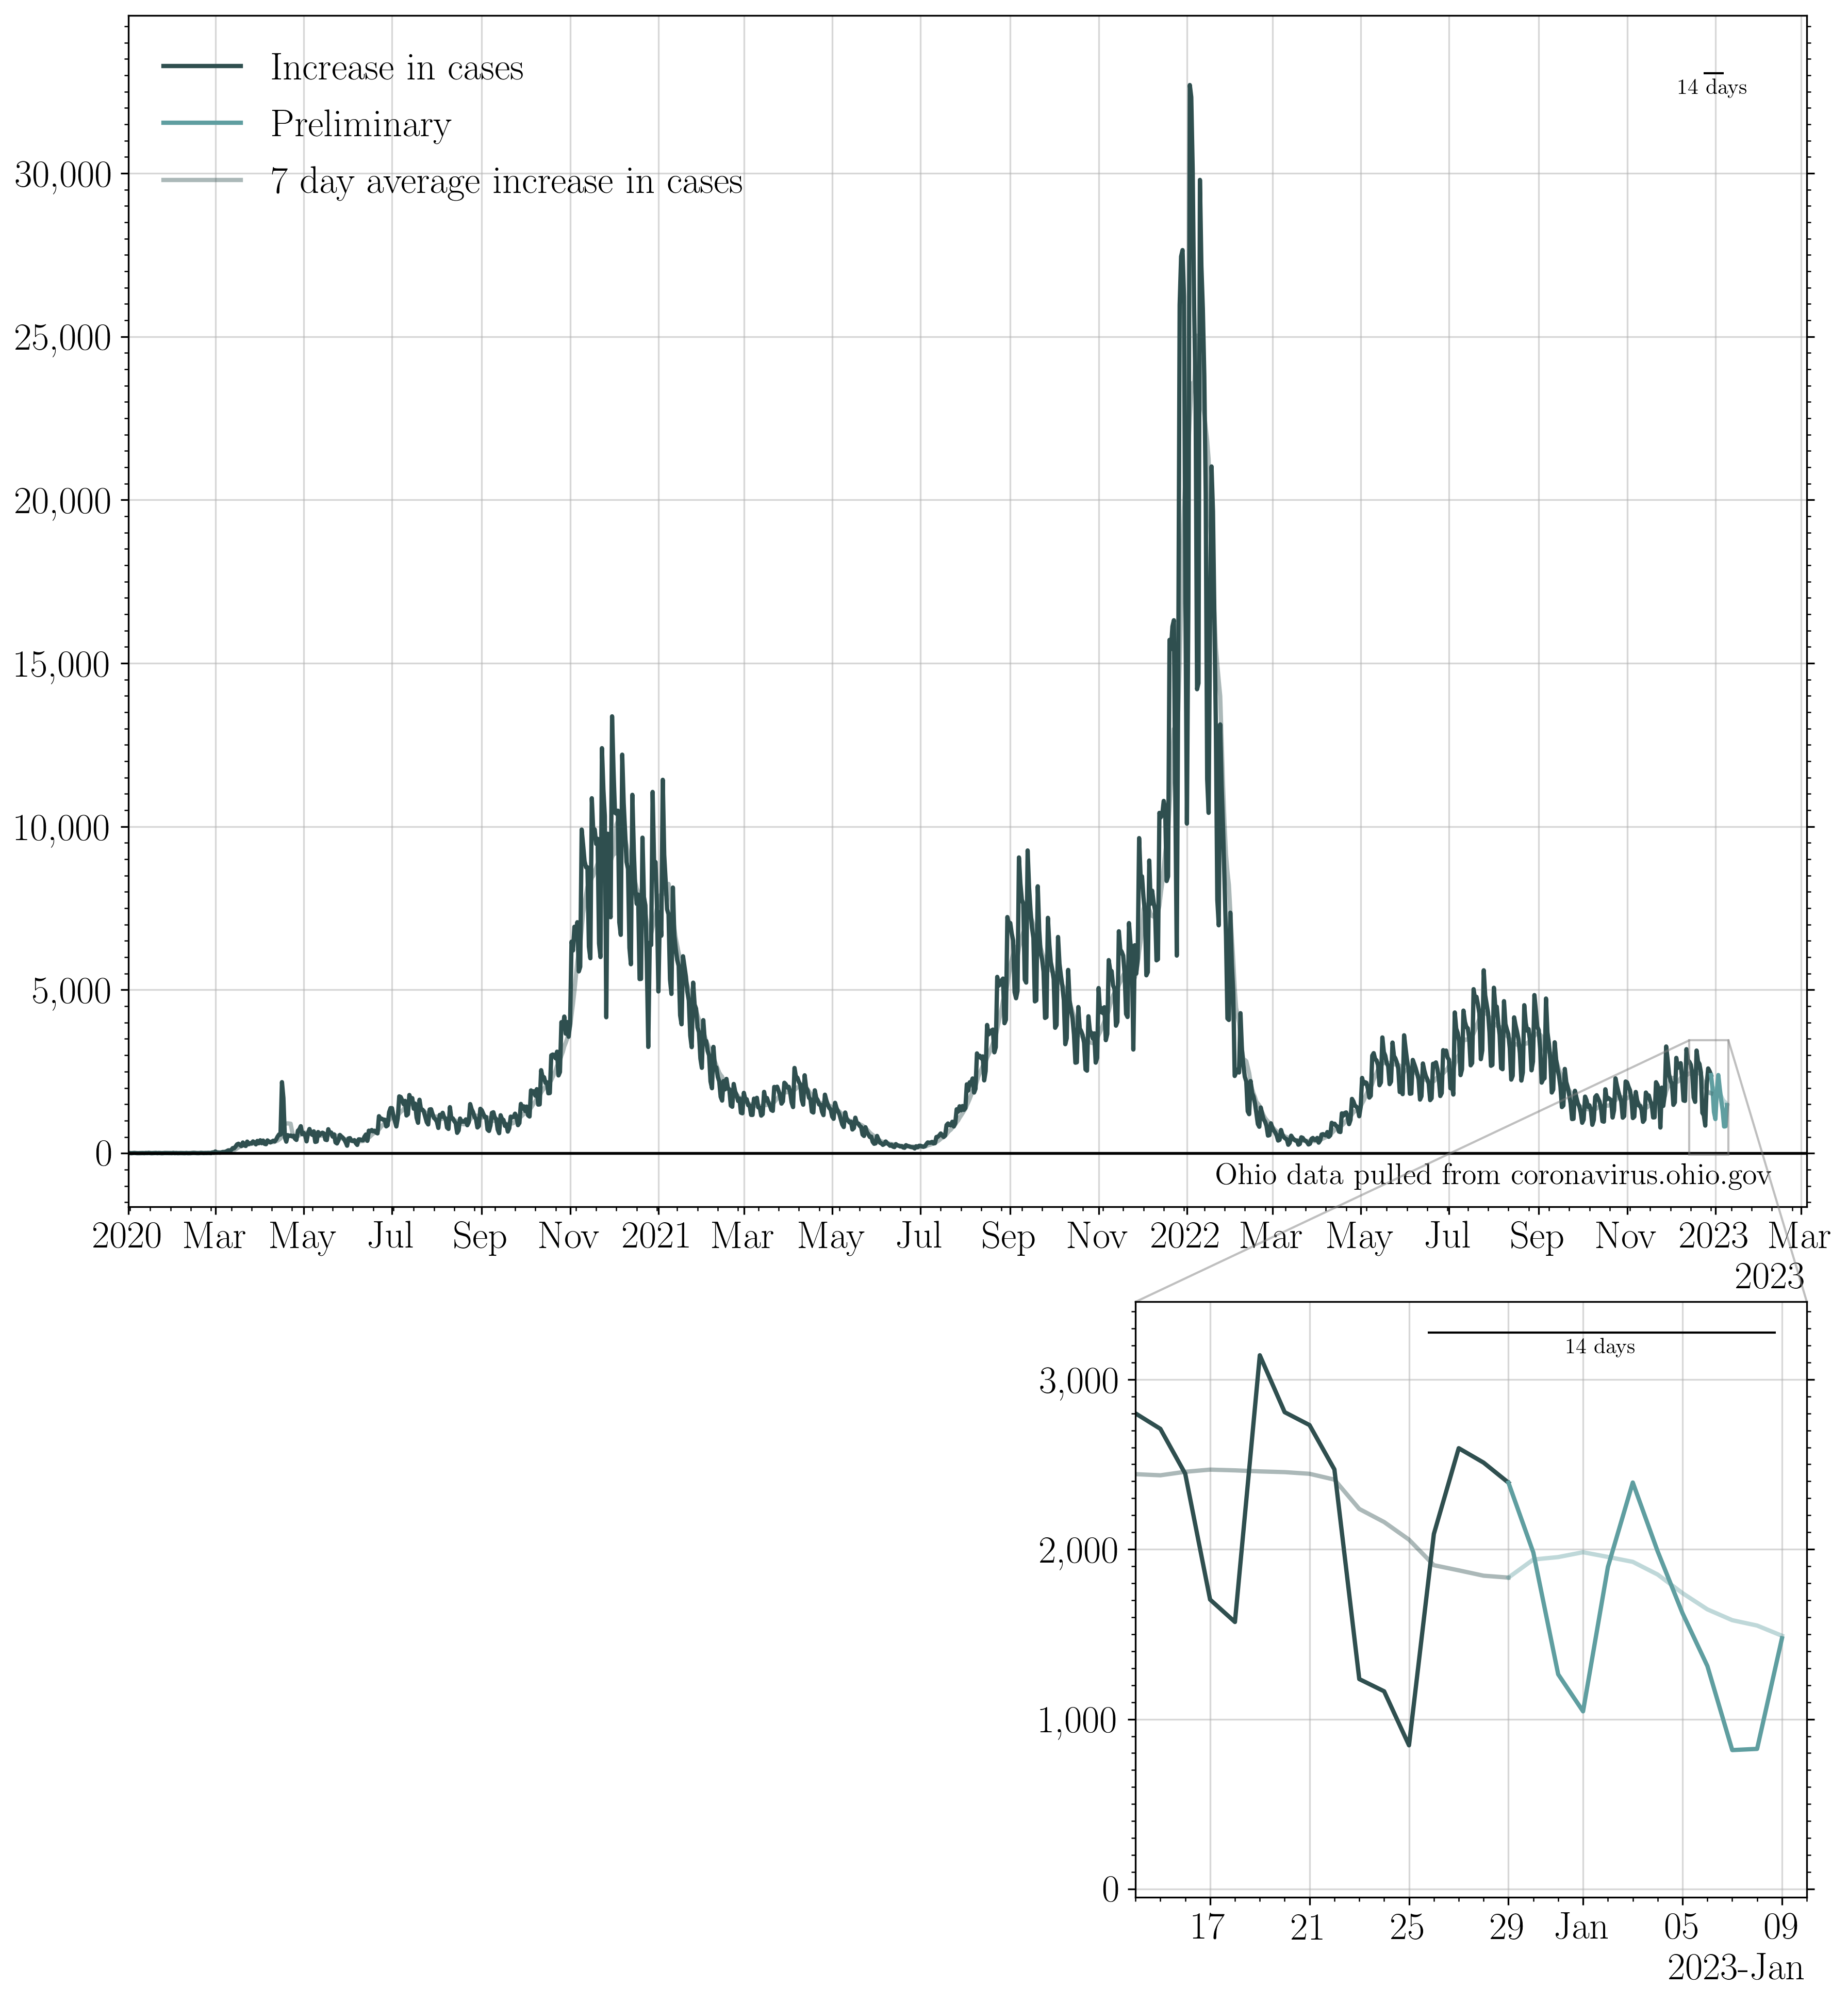 Increase in cases
Preliminary
7 day average increase in cases
14 days
30,000
25,000
20,000
15,000
10,000
5,000
0
Ohio data pulled from coronavirus.ohio.gov
2020 Mar May Jul Sep Nov 2021 Mar May Jul Sep Nov 2022 Mar May Jul Sep Nov 2023 Mar
2023
14 days
3,000
2,000
1,000
0
17 21 25 29 Jan 05 09
2023-Jan